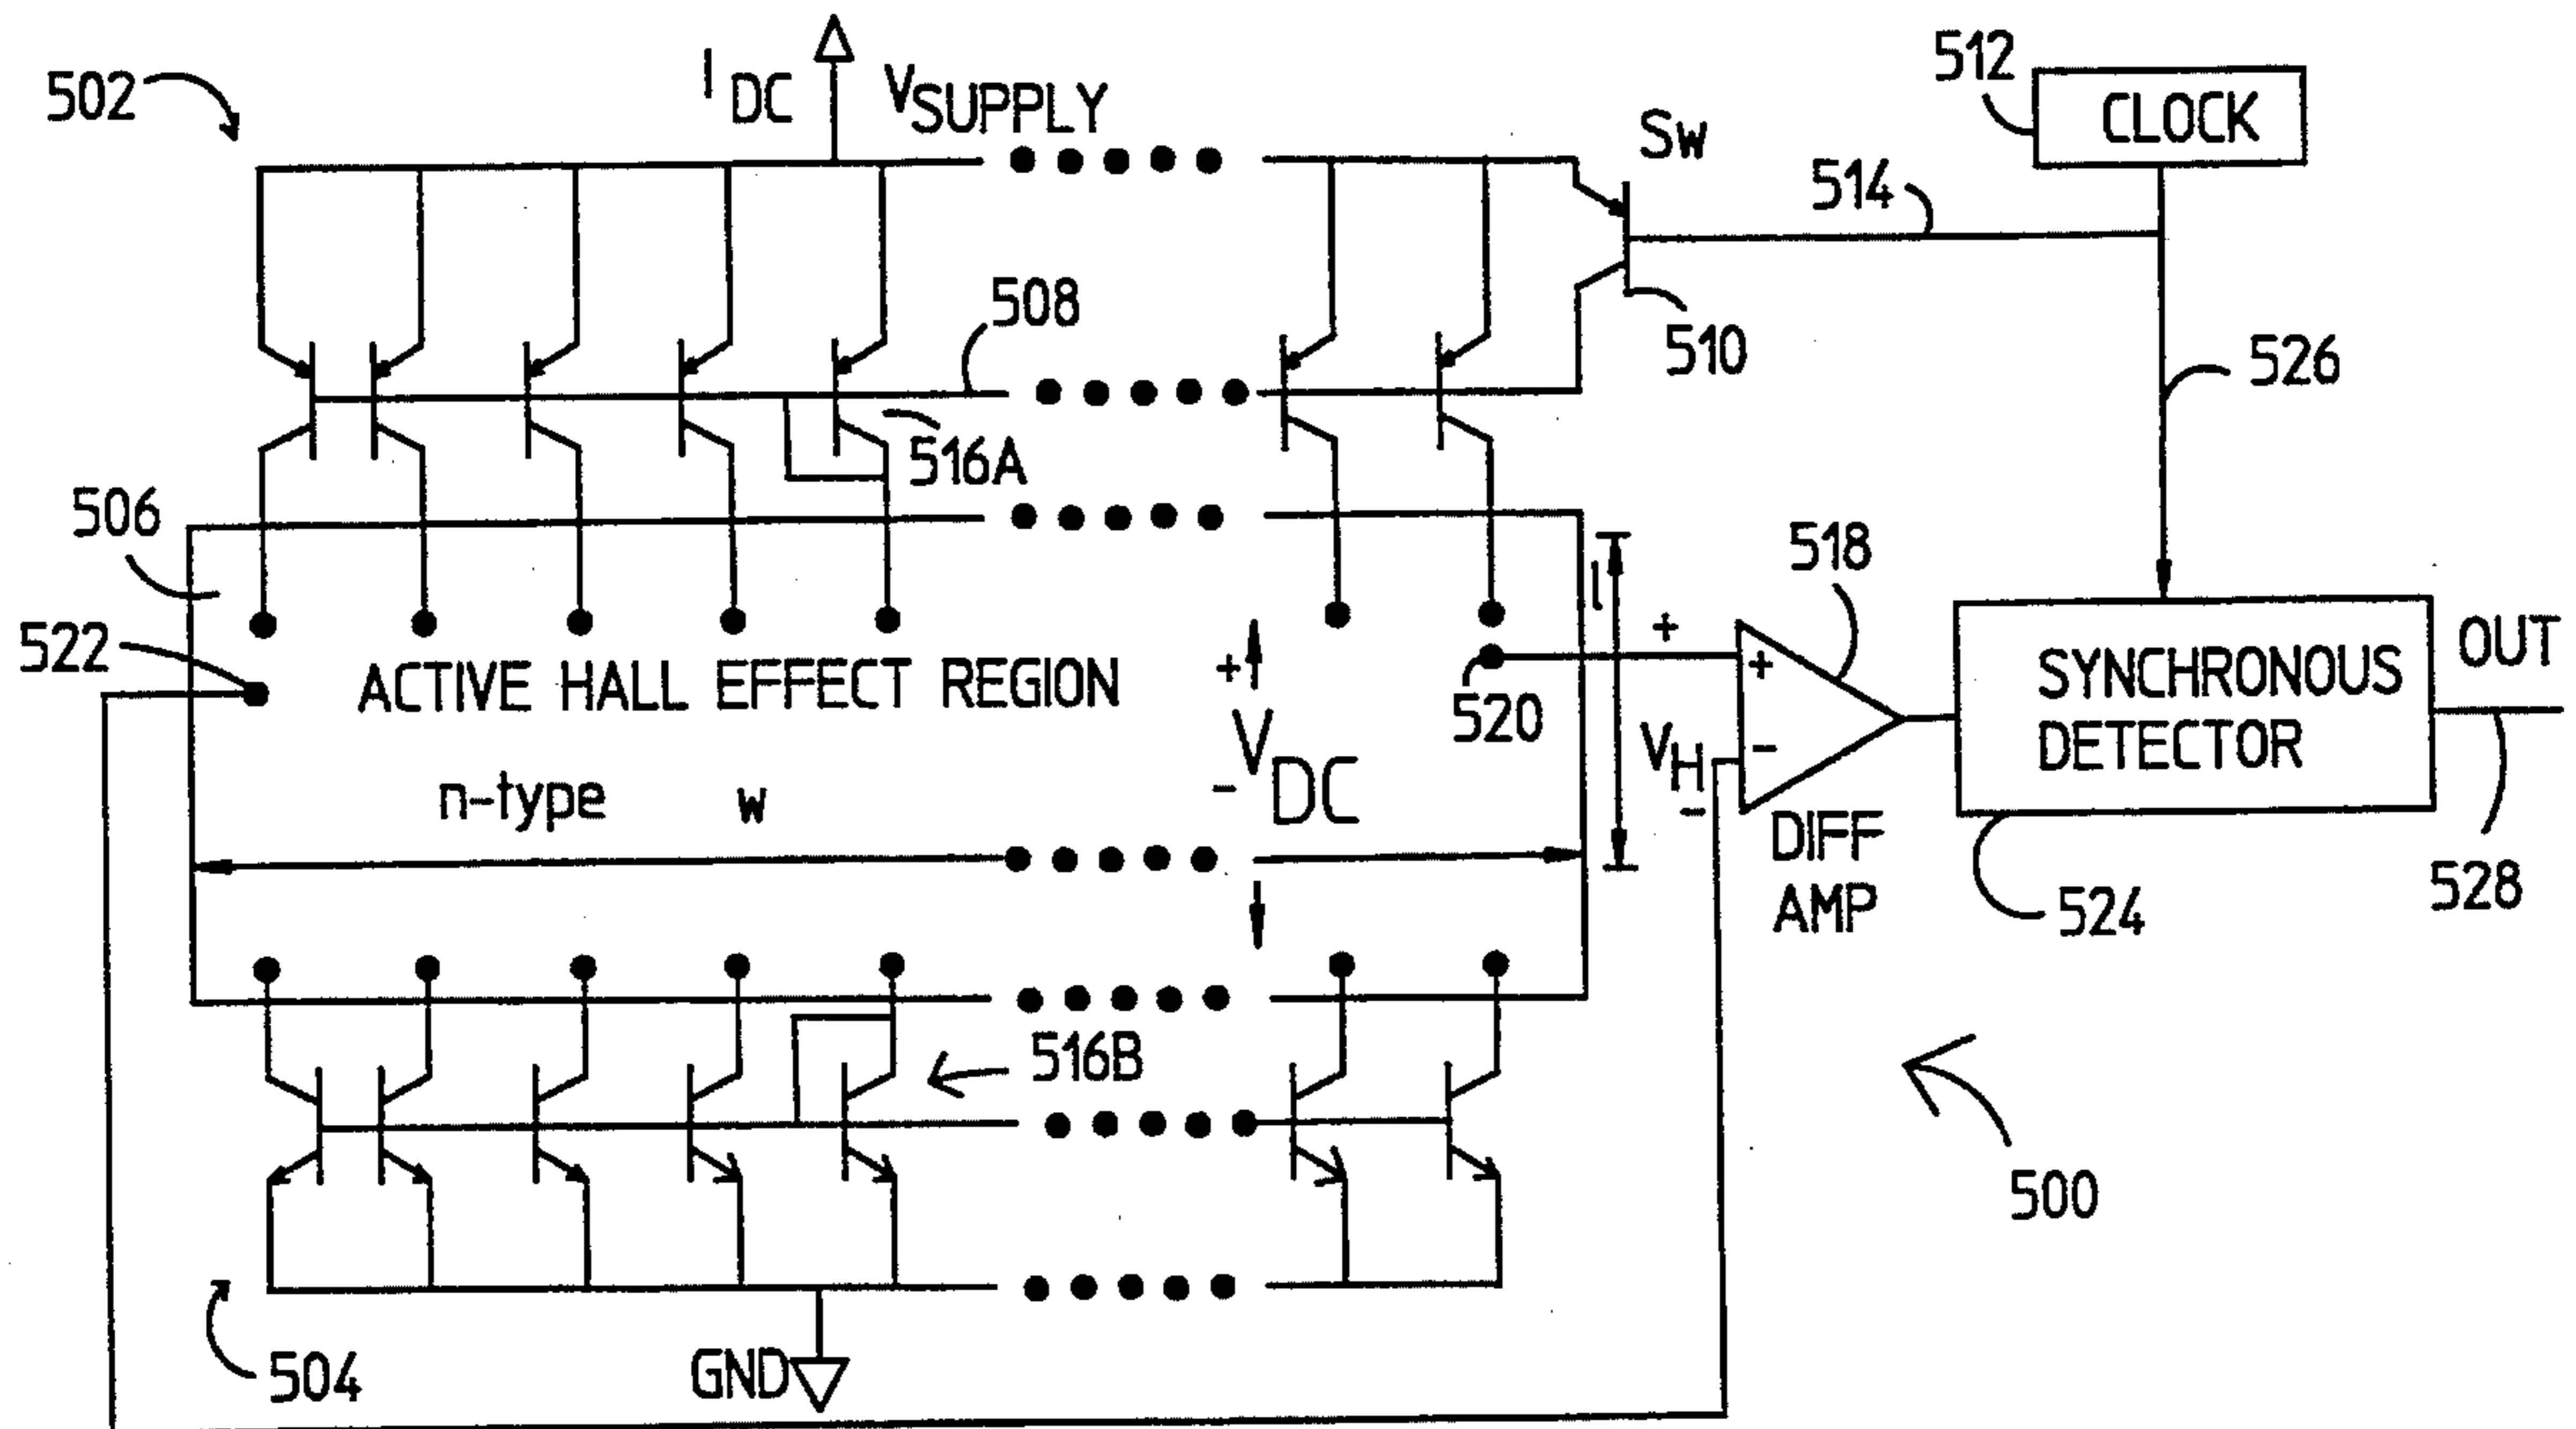 502
I DC
VSUPPLY
Sw
512
CLOCK
514
508
510
526
516A
506
518
l
522
ACTIVE HALL EFFECT REGION
+
+
+
OUT
520
SYNCHRONOUS
DETECTOR
VDC
-
VH
-
-
n-type
w
DIFF
AMP
524
528
516B
500
504
GND